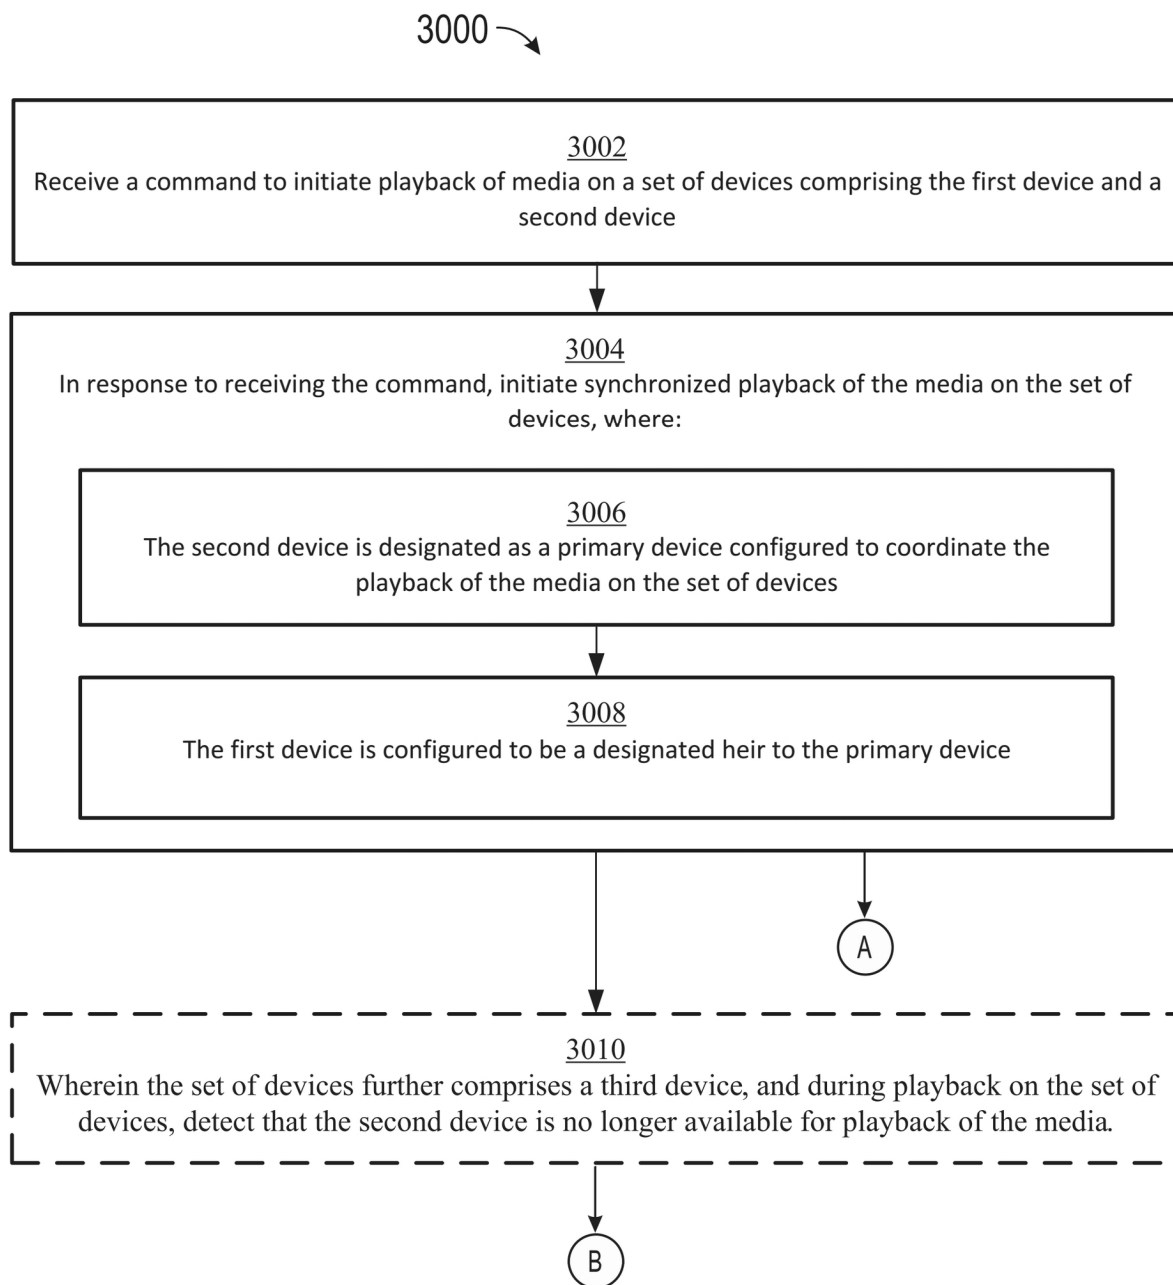 3000
3002
Receive a command to initiate playback of media on a set of devices comprising the first device and a
second device
3004
In response to receiving the command, initiate synchronized playback of the media on the set of
devices, where:
3006
The second device is designated as a primary device configured to coordinate the
playback of the media on the set of devices
3008
The first device is configured to be a designated heir to the primary device
A
3010
Wherein the set of devices further comprises a third device, and during playback on the set of
devices, detect that the second device is no longer available for playback of the media.
B